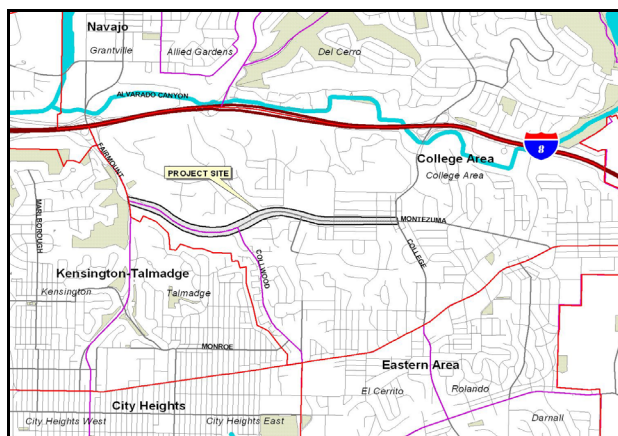 Navajo
Grantville
Allied Gardens
Del Cerro
ALVARADO CANYON
8
FAIRMOUNT
College Area
College Area
PROJECT SITE
MARLBOROUGH
MONTEZUMA
COLLWOOD
COLLEGE
Kensington-Talmadge
Kensington
Talmadge
MONROE
Eastern Area
El Cerrito
Rolando
City Heights
City Heights West
City Heights East
Darnall